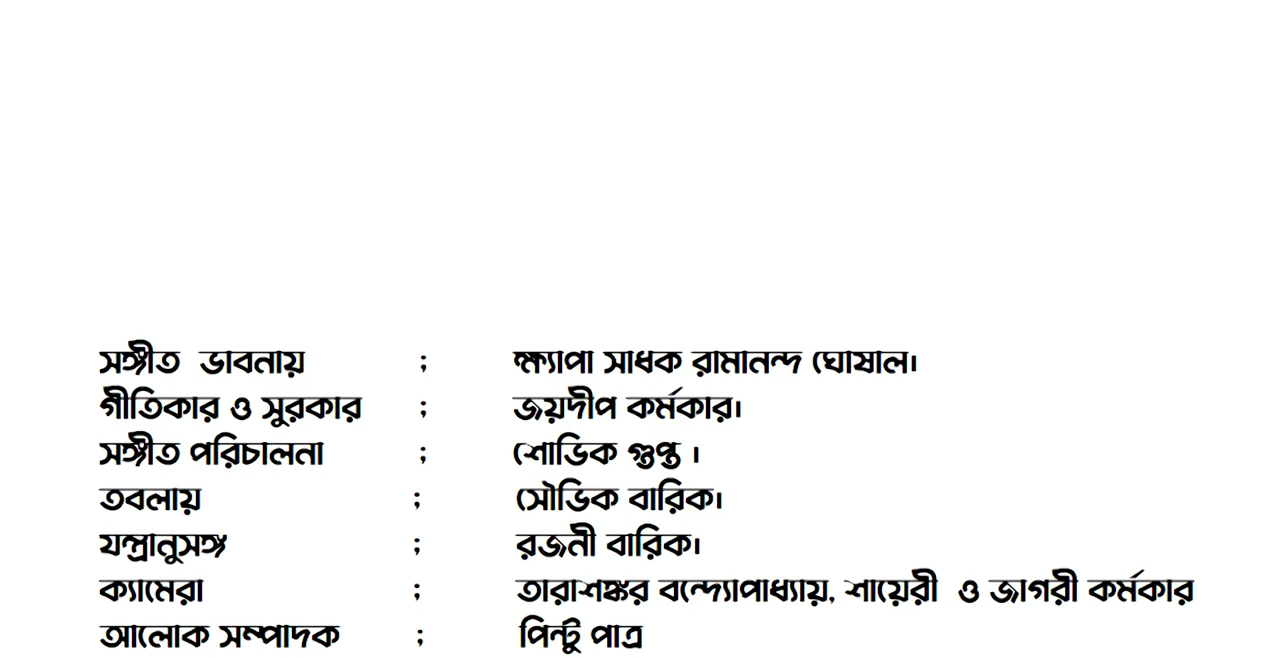 সঙ্গীত ভাবনায় ; ক্ষ্যাপা সাধক রামানন্দ ঘোষাল।
গীতিকার ও সুরকার ; জয়দীপ কর্মকার।
সঙ্গীত পরিচালনা ; শোভিক গুপ্ত ।
তবলায় ; সৌভিক বারিক।
যন্ত্রানুসঙ্গ ; রজনী বারিক।
ক্যামেরা ; তারাশঙ্কর বন্দ্যোপাধ্যায়, শায়েরী ও জাগরী কর্মকার
আলোক সম্পাদক ; পিন্টু পাত্র